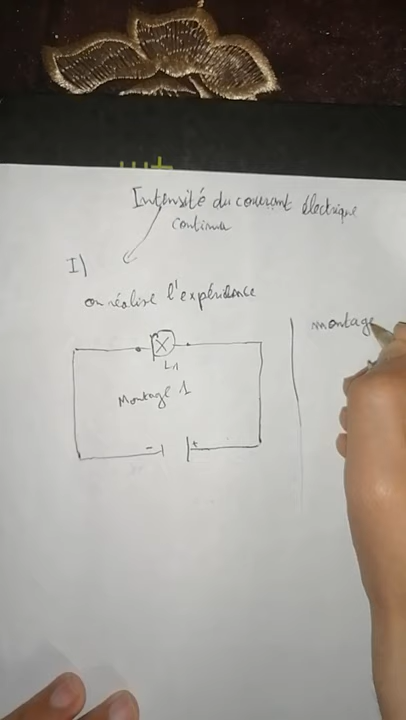 Intensité du courant électrique
continu
I)
on réalise l'expérience
montage
L1
Montage 1
- +